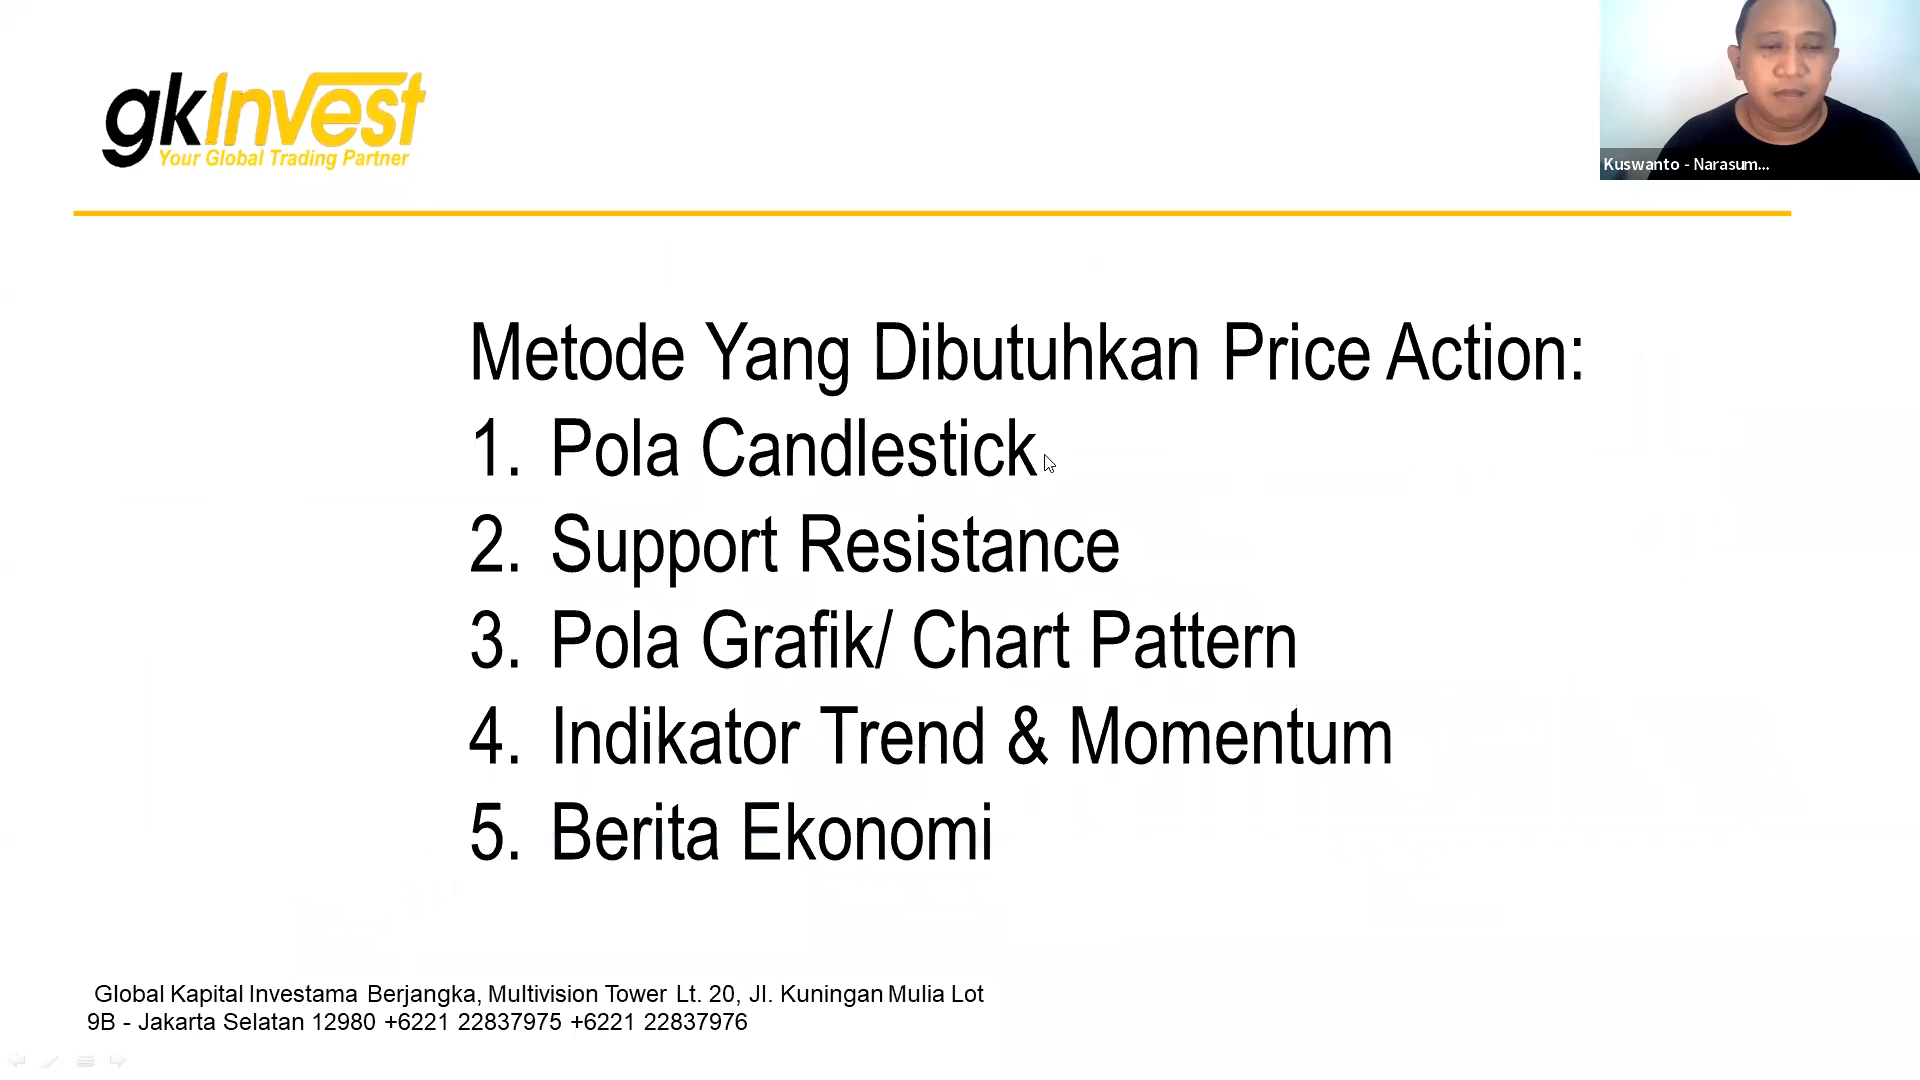 gkInvest
Your Global Trading Partner
Kuswanto - Narasum...
Metode Yang Dibutuhkan Price Action:
1. Pola Candlestick
2. Support Resistance
3. Pola Grafik/ Chart Pattern
4. Indikator Trend & Momentum
5. Berita Ekonomi
Global Kapital Investama Berjangka, Multivision Tower Lt. 20, Jl. Kuningan Mulia Lot
9B - Jakarta Selatan 12980 +6221 22837975 +6221 22837976